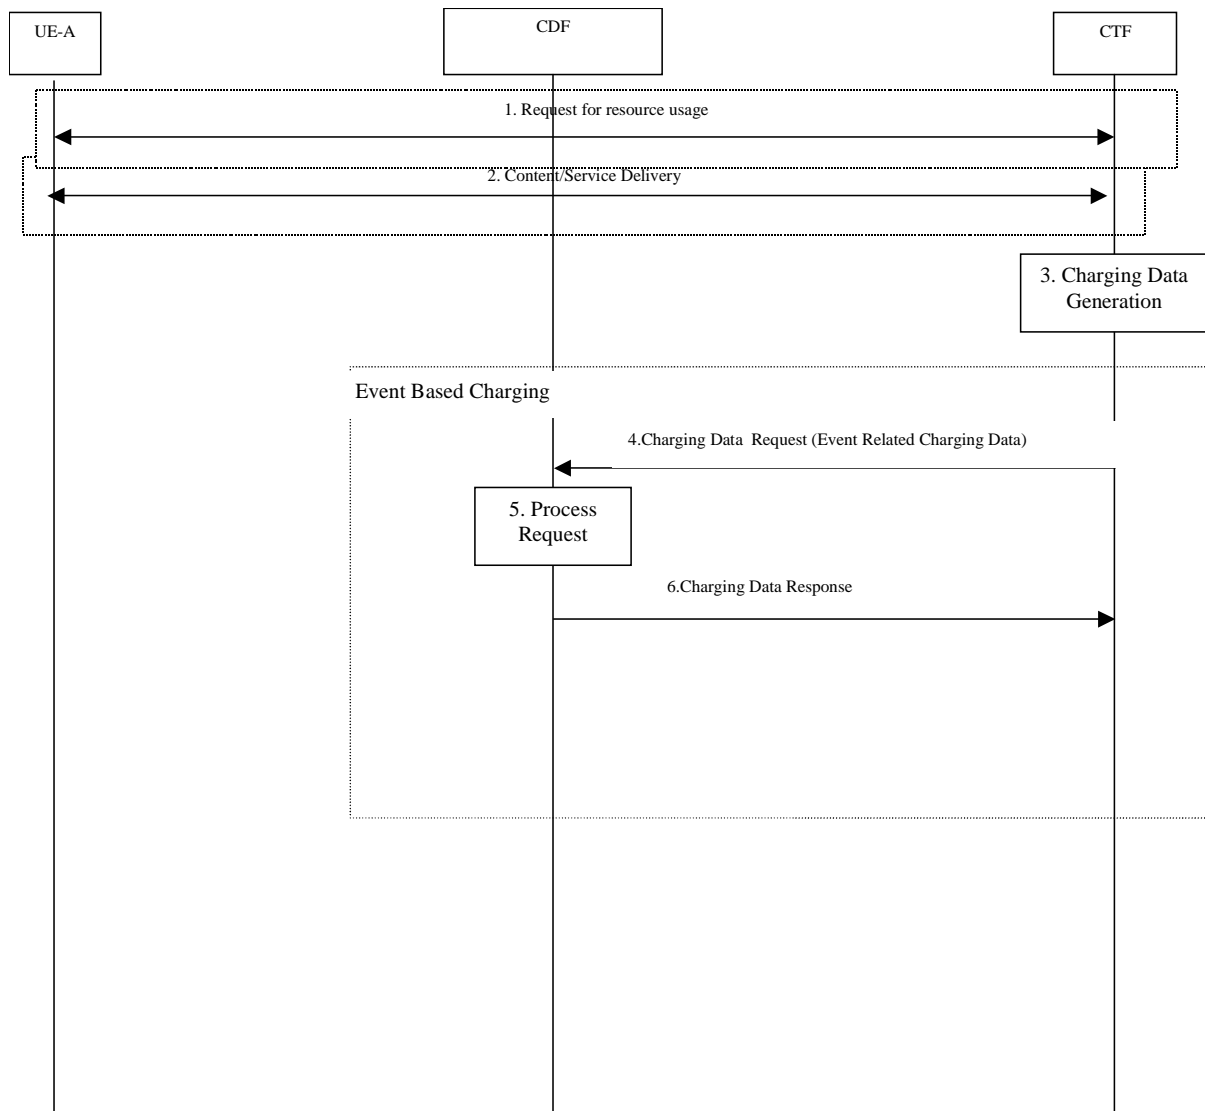 UE-A
CDF
CTF
1. Request for resource usage
2. Content/Service Delivery
3. Charging Data
Generation
Event Based Charging
4.Charging Data  Request (Event Related Charging Data)
5. Process
Request
6.Charging Data Response